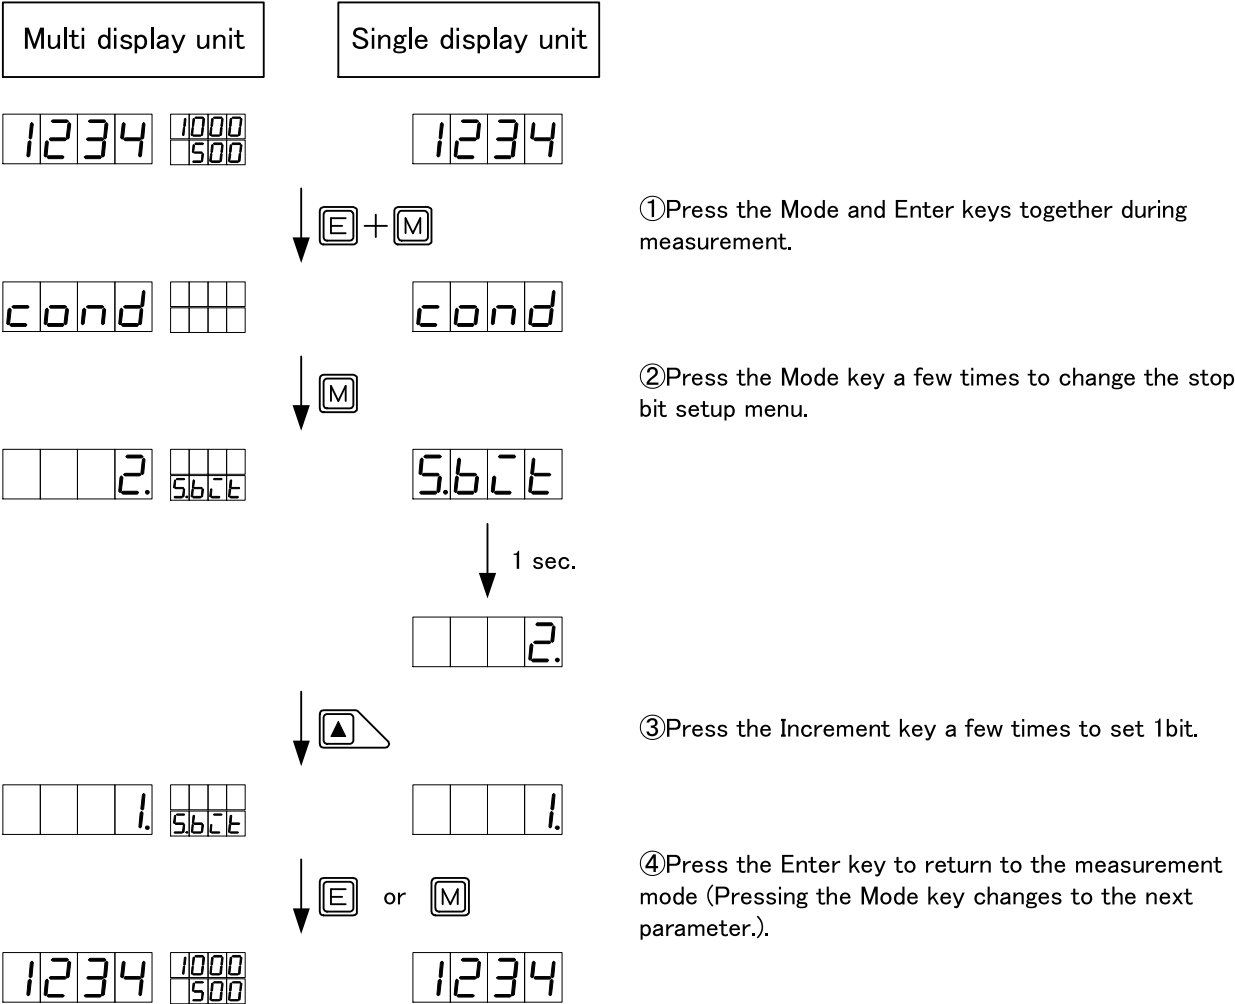 Multi display unit Single display unit
1234 1000 1234
500
E + M ①Press the Mode and Enter keys together during
measurement.
cond cond
M ②Press the Mode key a few times to change the stop
bit setup menu.
2. S.bit S.bit
1 sec.
2.
▲ ③Press the Increment key a few times to set 1bit.
1. S.bit 1.
E or M ④Press the Enter key to return to the measurement
mode (Pressing the Mode key changes to the next
parameter.).
1234 1000 1234
500